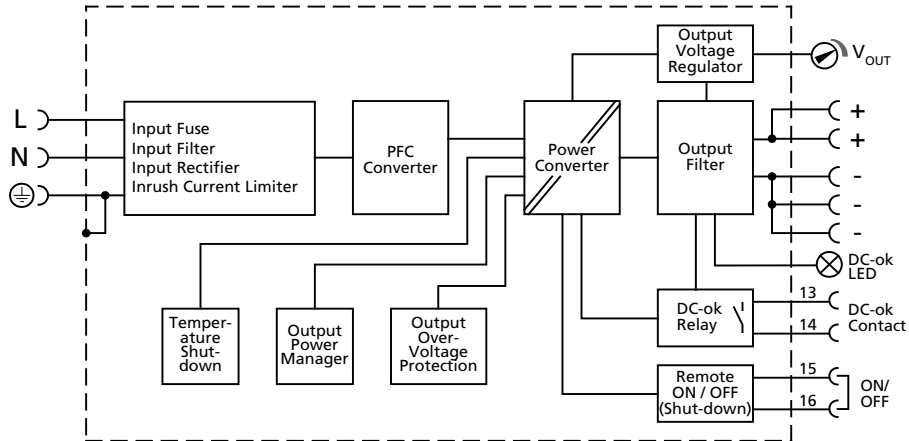 Output
Voltage
Regulator
VOUT
L
N
Input Fuse
Input Filter
Input Rectifier
Inrush Current Limiter
PFC
Converter
Power
Converter
Output
Filter
+
+
-
-
-
DC-ok
LED
Temper-
ature
Shut-
down
Output
Power
Manager
Output
Over-
Voltage
Protection
DC-ok
Relay
13
14
DC-ok
Contact
Remote
ON / OFF
(Shut-down)
15
16
ON/
OFF